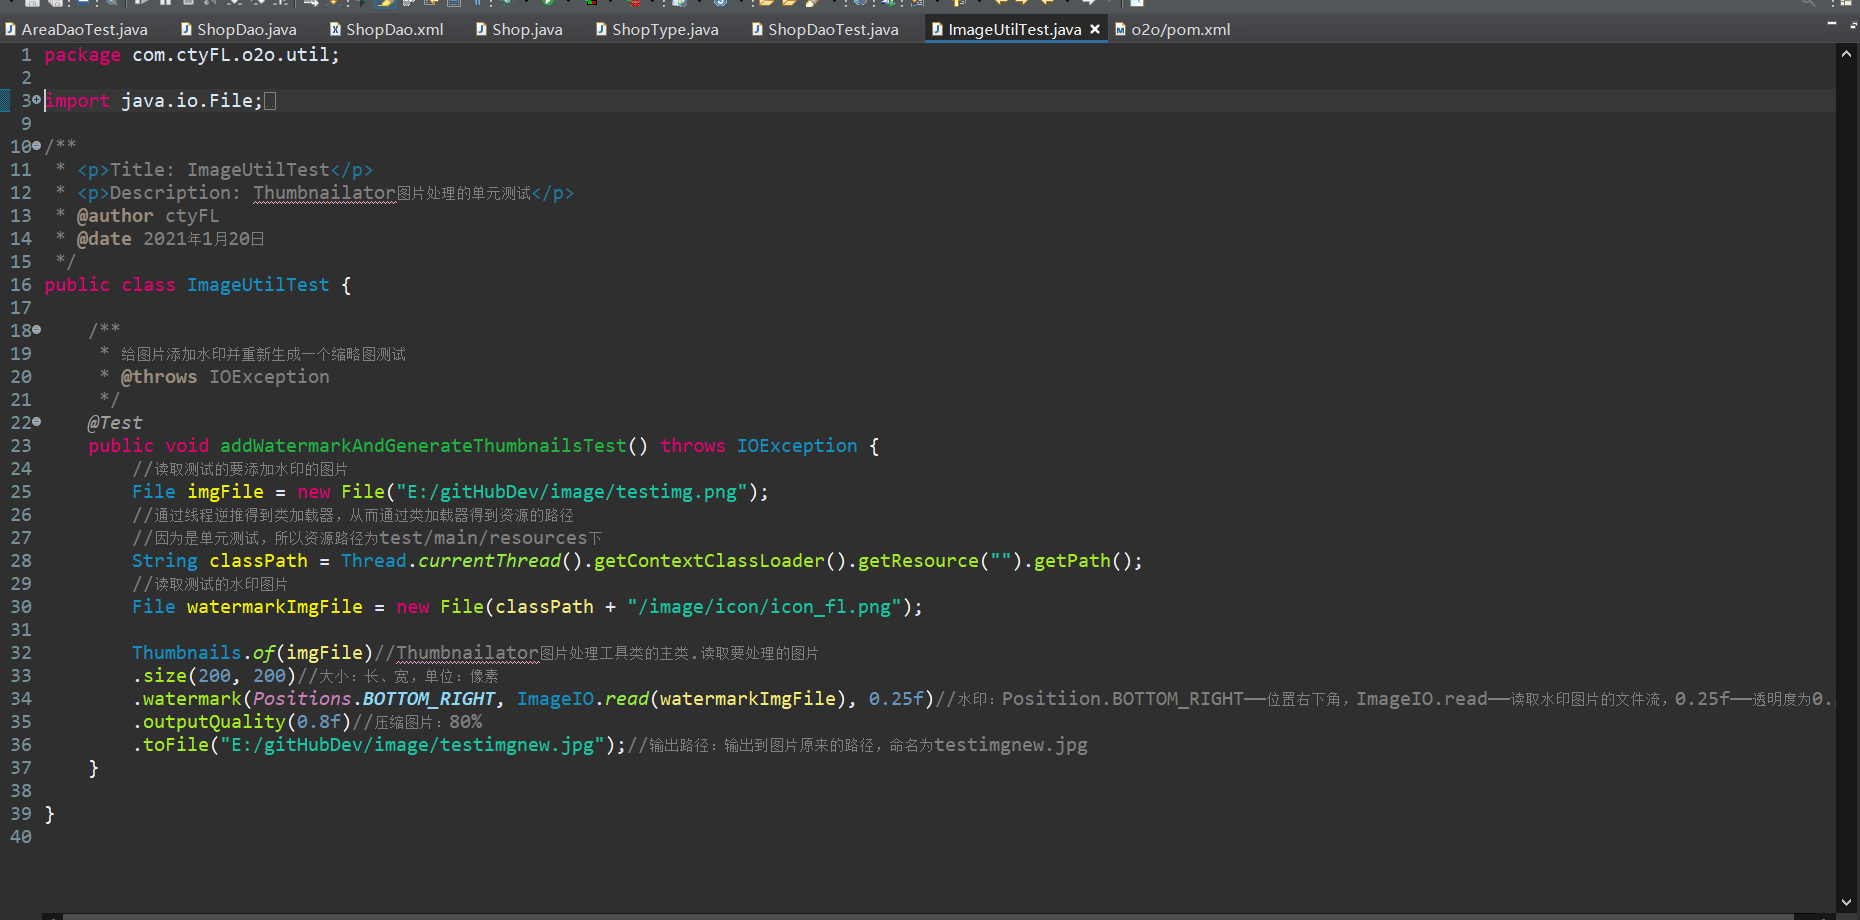 AreaDaoTest.java ShopDao.java ShopDao.xml Shop.java ShopType.java ShopDaoTest.java ImageUtilTest.java o2o/pom.xml
1 package com.ctyFL.o2o.util;
2
3 import java.io.File;
9
10 /**
11 * <p>Title: ImageUtilTest</p>
12 * <p>Description: Thumbnailator图片处理的单元测试</p>
13 * @author ctyFL
14 * @date 2021年1月20日
15 */
16 public class ImageUtilTest {
17
18 /**
19 * 给图片添加水印并重新生成一个缩略图测试
20 * @throws IOException
21 */
22 @Test
23 public void addWatermarkAndGenerateThumbnailsTest() throws IOException {
24 //读取测试的要添加水印的图片
25 File imgFile = new File("E:/gitHubDev/image/testimg.png");
26 //通过线程逆推得到类加载器，从而通过类加载器得到资源的路径
27 //因为是单元测试，所以资源路径为test/main/resources下
28 String classPath = Thread.currentThread().getContextClassLoader().getResource("").getPath();
29 //读取测试的水印图片
30 File watermarkImgFile = new File(classPath + "/image/icon/icon_fl.png");
31
32 Thumbnails.of(imgFile)//Thumbnailator图片处理工具类的主类.读取要处理的图片
33 .size(200, 200)//大小：长、宽，单位：像素
34 .watermark(Positions.BOTTOM_RIGHT, ImageIO.read(watermarkImgFile), 0.25f)//水印：Positiion.BOTTOM_RIGHT——位置右下角，ImageIO.read——读取水印图片的文件流，0.25f——透明度为0.
35 .outputQuality(0.8f)//压缩图片：80%
36 .toFile("E:/gitHubDev/image/testimgnew.jpg");//输出路径：输出到图片原来的路径，命名为testimgnew.jpg
37 }
38
39 }
40